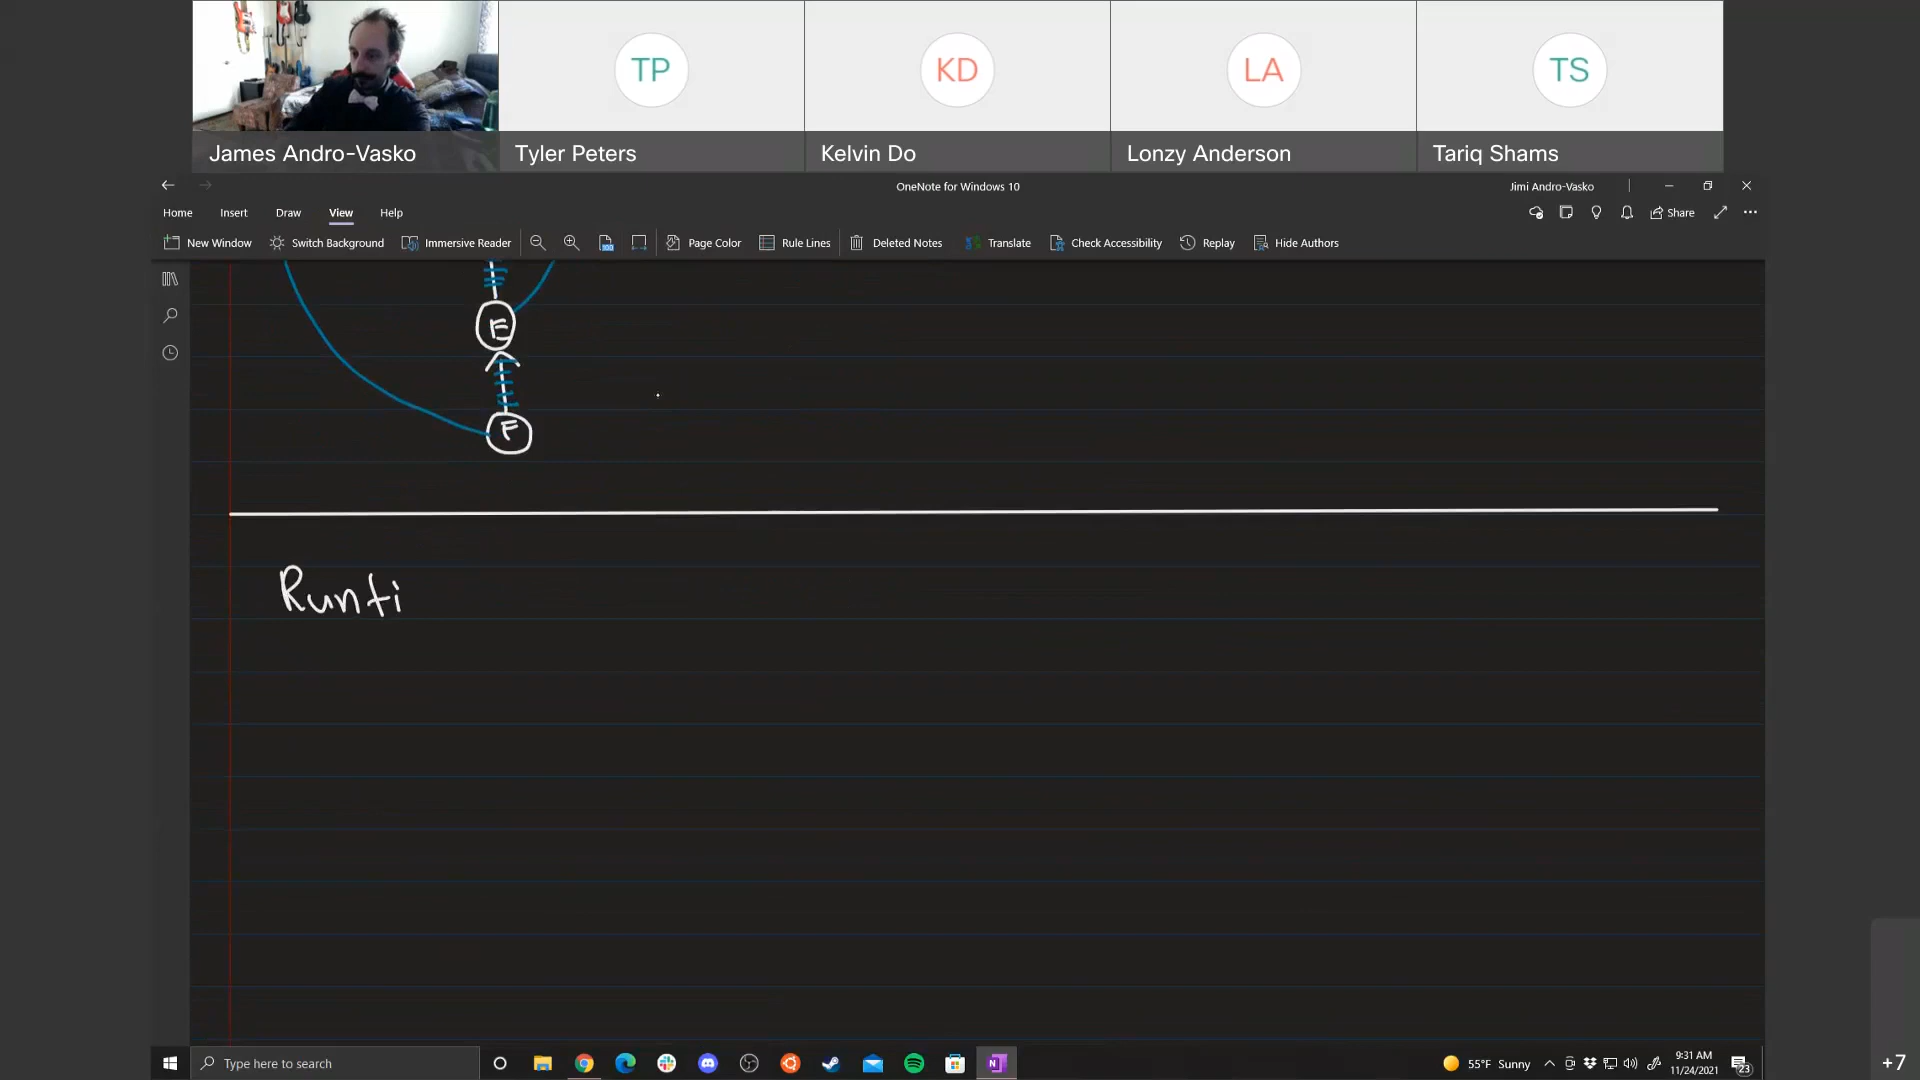 TP KD LA TS
James Andro-Vasko Tyler Peters Kelvin Do Lonzy Anderson Tariq Shams
OneNote for Windows 10 Jimi Andro-Vasko
Home Insert Draw View Help Share
New Window Switch Background Immersive Reader 100 Page Color Rule Lines Deleted Notes Translate Check Accessibility Replay Hide Authors
E
F
Runti
Type here to search 55°F Sunny 9:31 AM
11/24/2021 23
+7